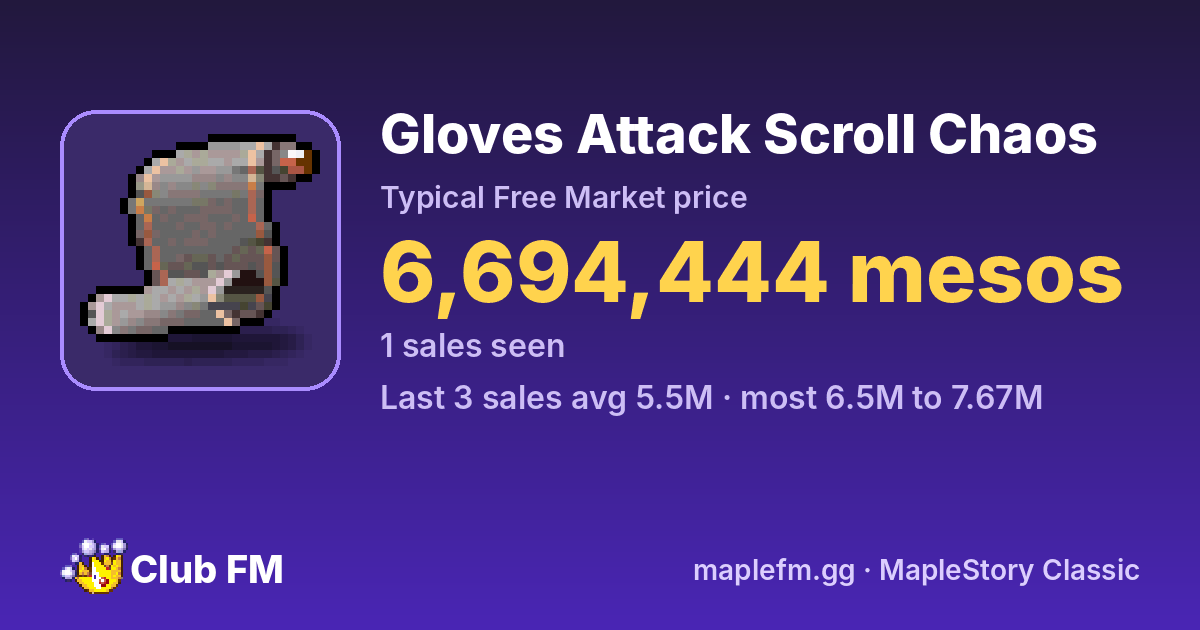 Gloves Attack Scroll Chaos
Typical Free Market price
6,694,444 mesos
1 sales seen
Last 3 sales avg 5.5M · most 6.5M to 7.67M
Club FM
maplefm.gg · MapleStory Classic